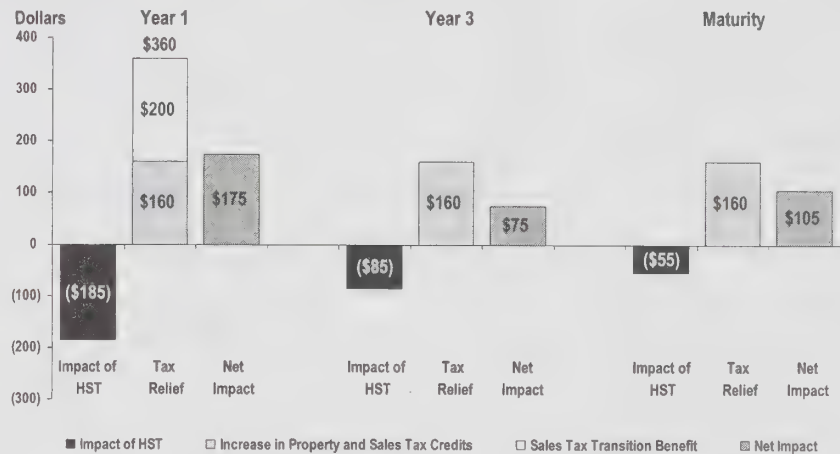 Dollars Year 1 Year 3 Maturity
400
$360
300
$200
200
100
$160 $175 $160 $75 $160 $105
0
($185) ($85) ($55)
(100)
(200)
Impact of Tax Net Impact of Tax Net Impact of Tax Net
HST Relief Impact HST Relief Impact HST Relief Impact
(300)
Impact of HST Increase in Property and Sales Tax Credits Sales Tax Transition Benefit Net Impact